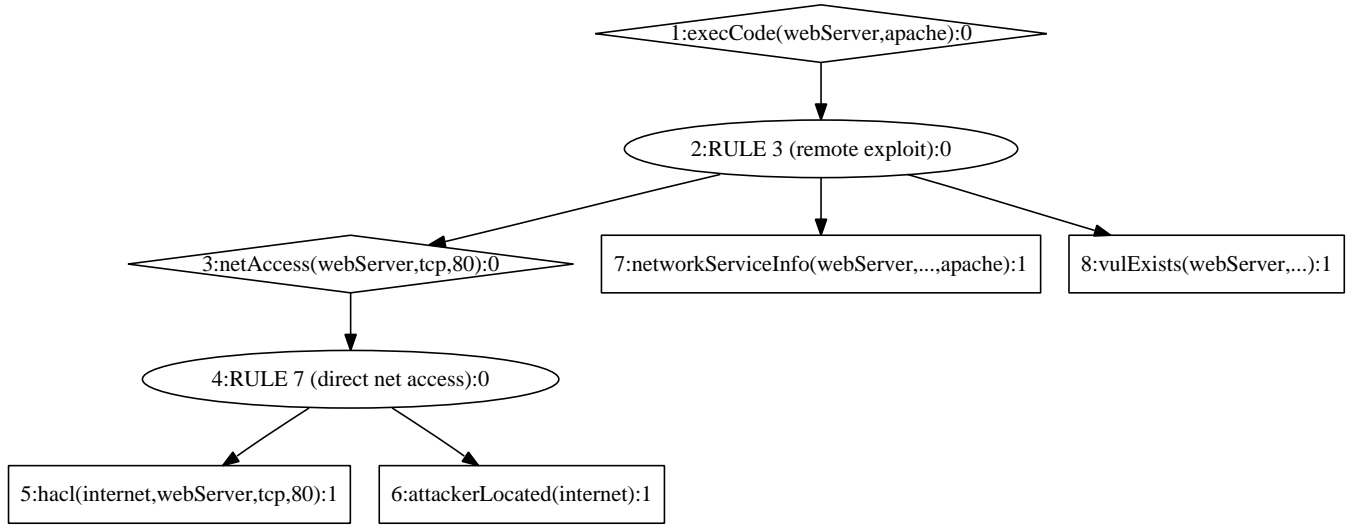 1:execCode(webServer,apache):0
2:RULE 3 (remote exploit):0
3:netAccess(webServer,tcp,80):0
7:networkServiceInfo(webServer,...,apache):1
8:vulExists(webServer,...):1
4:RULE 7 (direct net access):0
5:hacl(internet,webServer,tcp,80):1
6:attackerLocated(internet):1